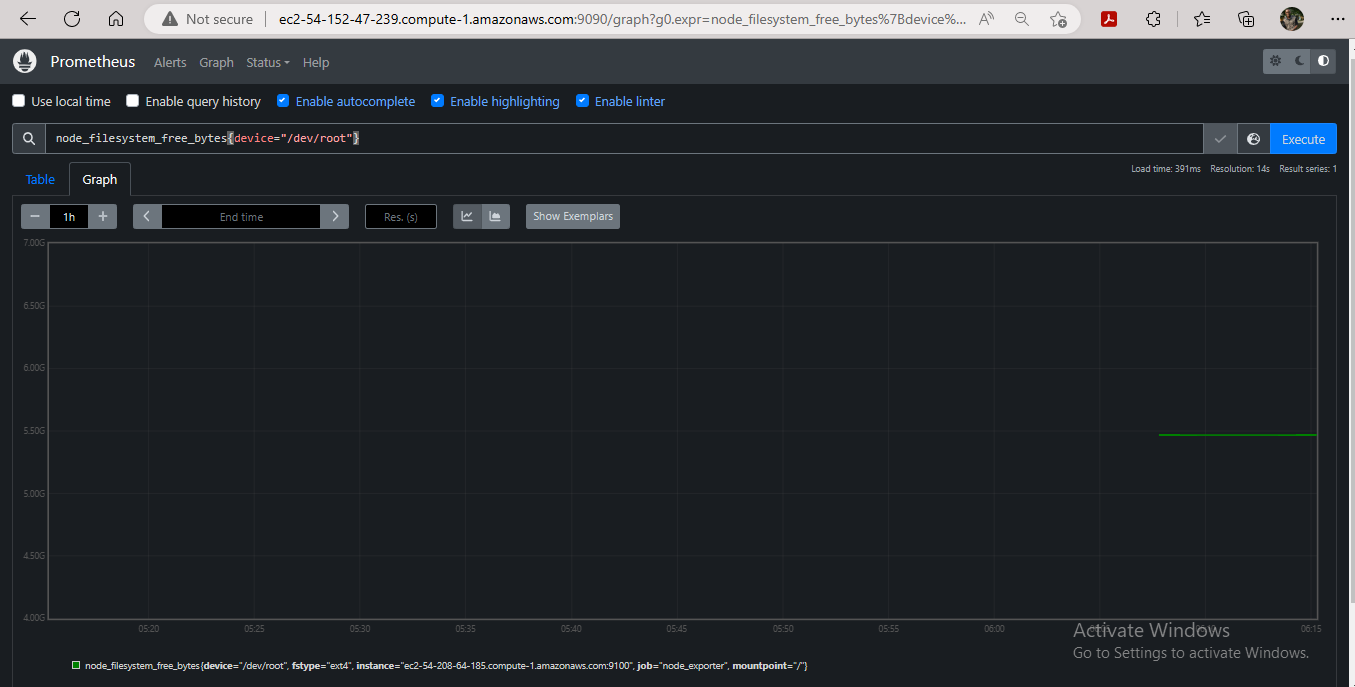 Not secure | ec2-54-152-47-239.compute-1.amazonaws.com:9090/graph?g0.expr=node_filesystem_free_bytes%7Bdevice%...
Prometheus Alerts Graph Status Help
Use local time Enable query history Enable autocomplete Enable highlighting Enable linter
node_filesystem_free_bytes{device="/dev/root"} Execute
Load time: 391ms Resolution: 14s Result series: 1
Table Graph
− 1h + End time Res. (s) Show Exemplars
7.00G
6.50G
6.00G
5.50G
5.00G
4.50G
4.00G
05:20 05:25 05:30 05:35 05:40 05:45 05:50 05:55 06:00 06:15
Activate Windows
Go to Settings to activate Windows.
node_filesystem_free_bytes{device="/dev/root", fstype="ext4", instance="ec2-54-208-64-185.compute-1.amazonaws.com:9100", job="node_exporter", mountpoint="/"}